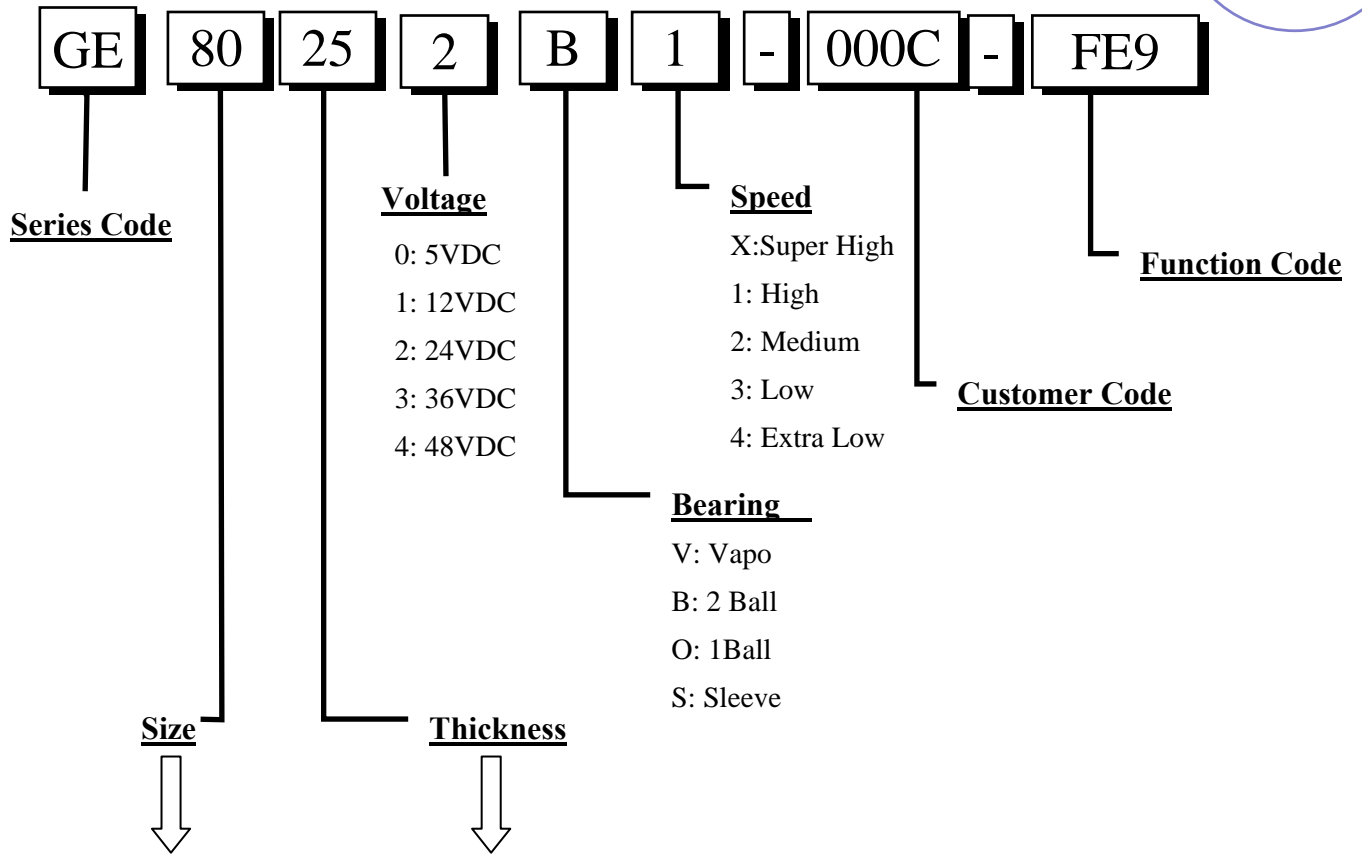 GE 80 25 2 B 1 - 000C - FE9
Series Code
Voltage
0: 5VDC
1: 12VDC
2: 24VDC
3: 36VDC
4: 48VDC
Speed
X:Super High
1: High
2: Medium
3: Low
4: Extra Low
Function Code
Customer Code
Bearing
V: Vapo
B: 2 Ball
O: 1Ball
S: Sleeve
Size
Thickness